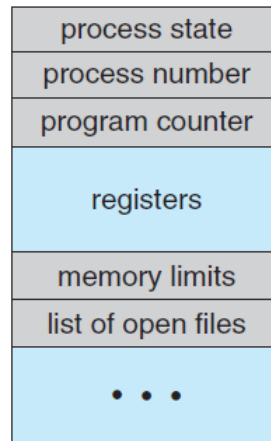 process state
process number
program counter
registers
memory limits
list of open files
• • •